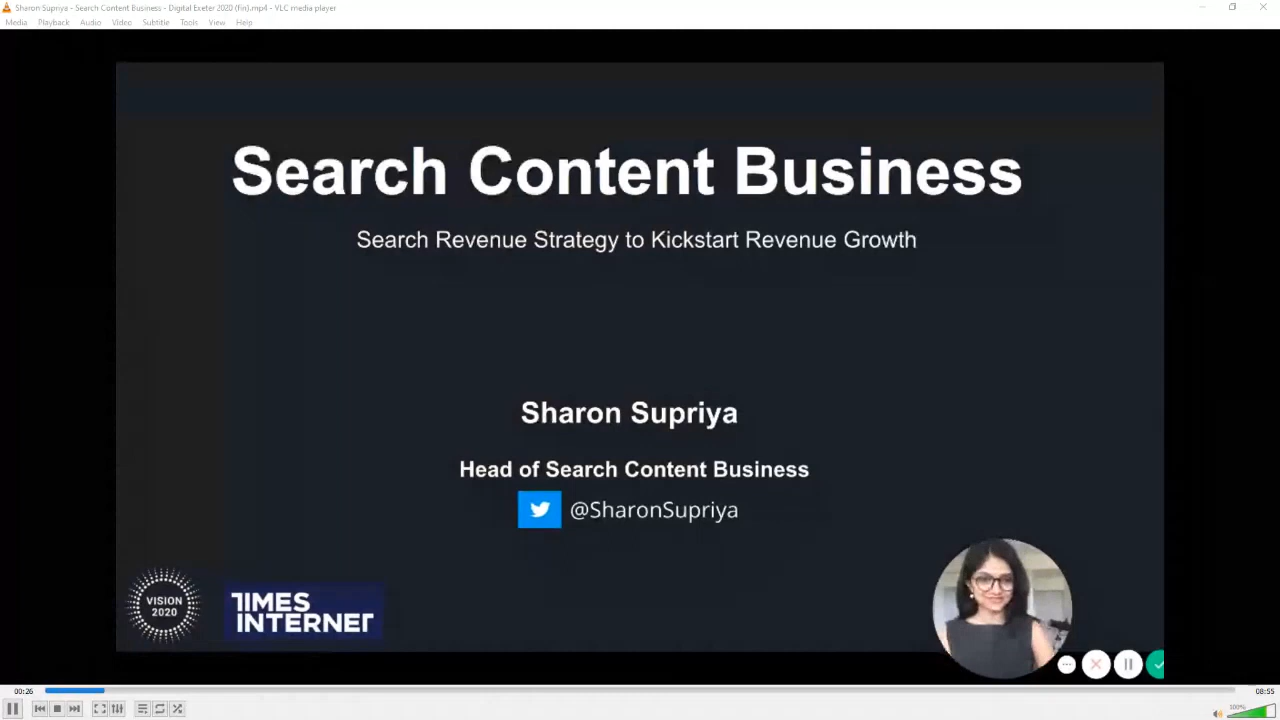 Sharon Supriya - Search Content Business - Digital Exeter 2020 (fin).mp4 - VLC media player
Media Playback Audio Video Subtitle Tools View Help
Search Content Business
Search Revenue Strategy to Kickstart Revenue Growth
Sharon Supriya
Head of Search Content Business
@SharonSupriya
VISION
2020
TIMES
INTERNET
00:26
08:55
100%